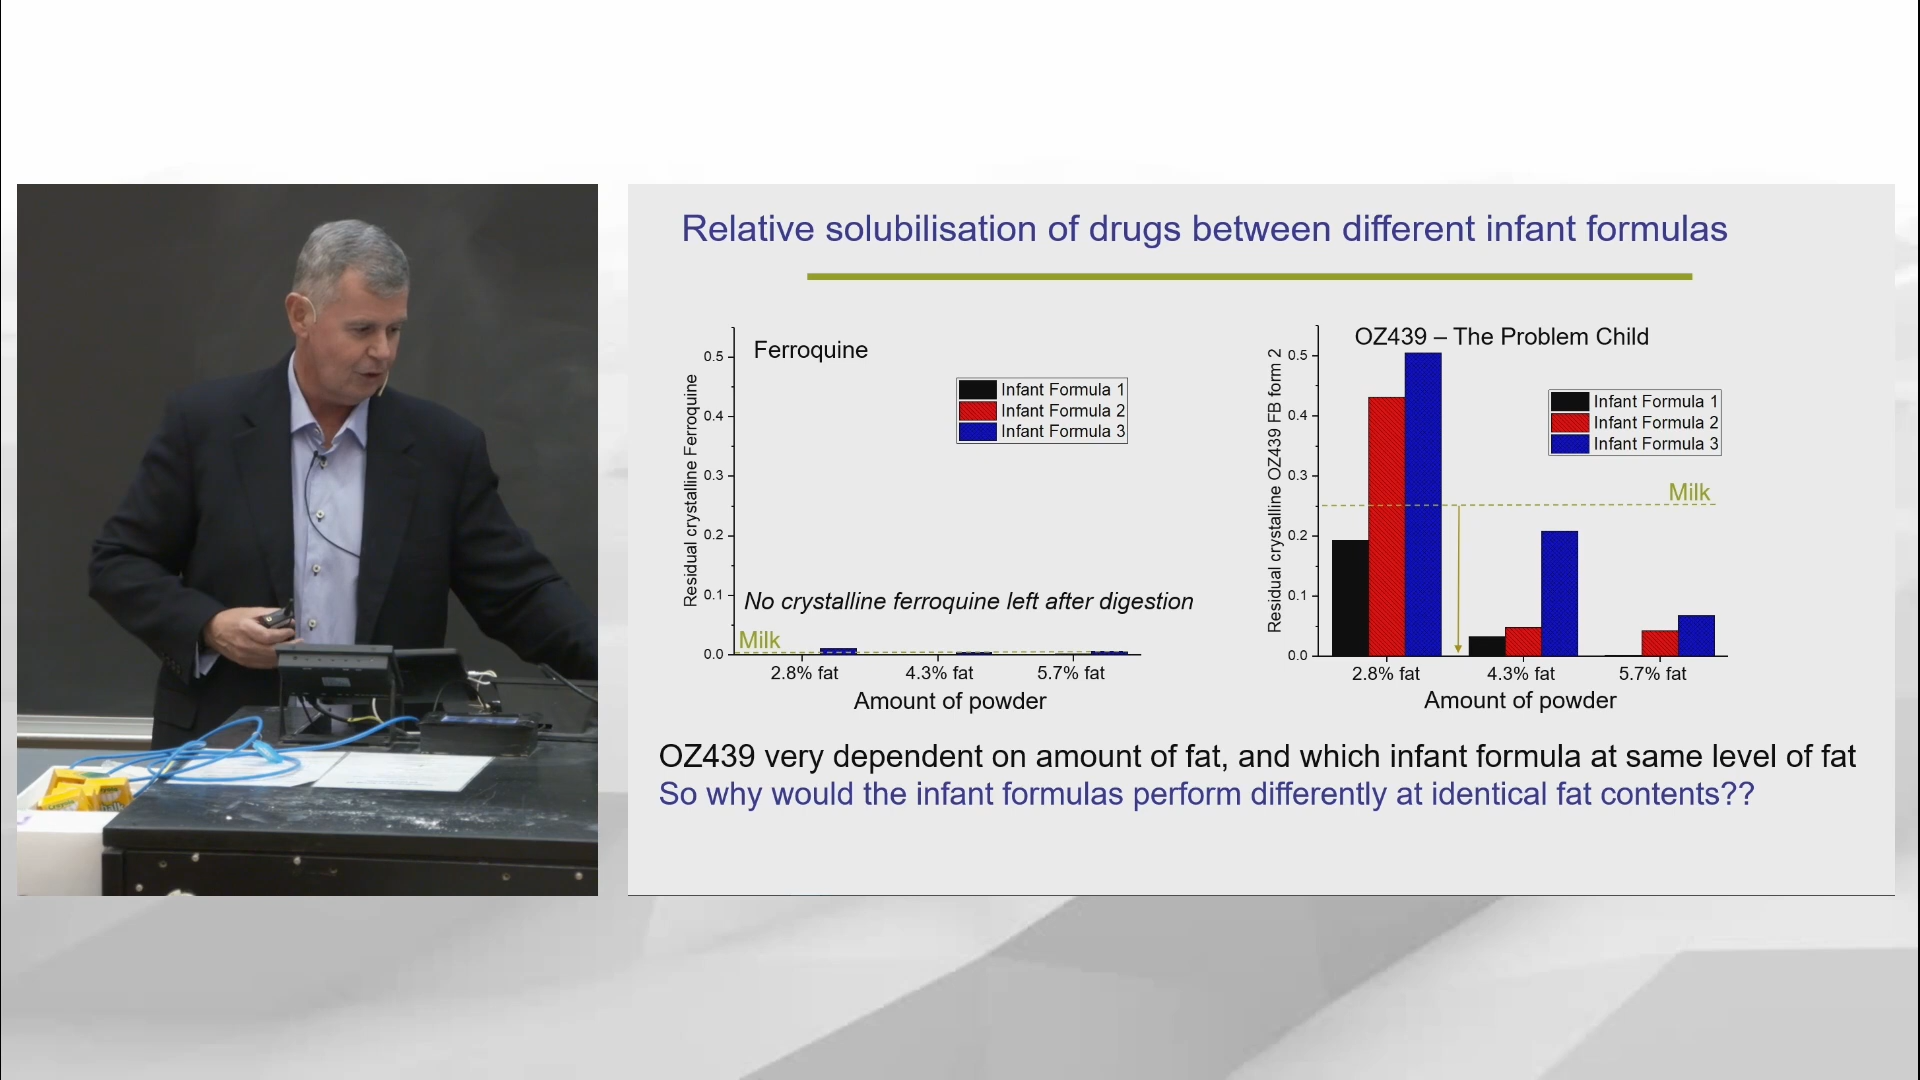 Relative solubilisation of drugs between different infant formulas
Ferroquine
Residual crystalline Ferroquine
0.5
0.4
0.3
0.2
0.1
0.0
Infant Formula 1
Infant Formula 2
Infant Formula 3
No crystalline ferroquine left after digestion
Milk
2.8% fat
4.3% fat
5.7% fat
Amount of powder
OZ439 – The Problem Child
Residual crystalline OZ439 FB form 2
0.5
0.4
0.3
0.2
0.1
0.0
Infant Formula 1
Infant Formula 2
Infant Formula 3
Milk
2.8% fat
4.3% fat
5.7% fat
Amount of powder
OZ439 very dependent on amount of fat, and which infant formula at same level of fat
So why would the infant formulas perform differently at identical fat contents??